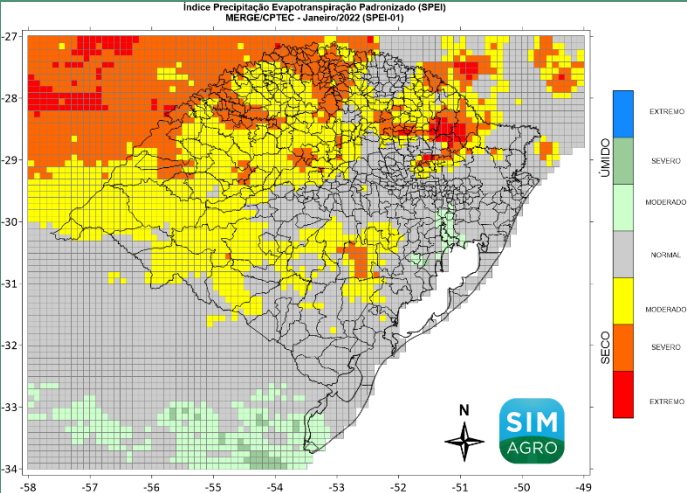 Índice Precipitação Evapotranspiração Padronizado (SPEI)
MERGE/CPTEC - Janeiro/2022 (SPEI-01)
-27
-28
-29
-30
-31
-32
-33
-34
-58
-57
-56
-55
-54
-53
-52
-51
-50
-49
N
SIM
AGRO
ÚMIDO
SECO
EXTREMO
SEVERO
MODERADO
NORMAL
MODERADO
SEVERO
EXTREMO